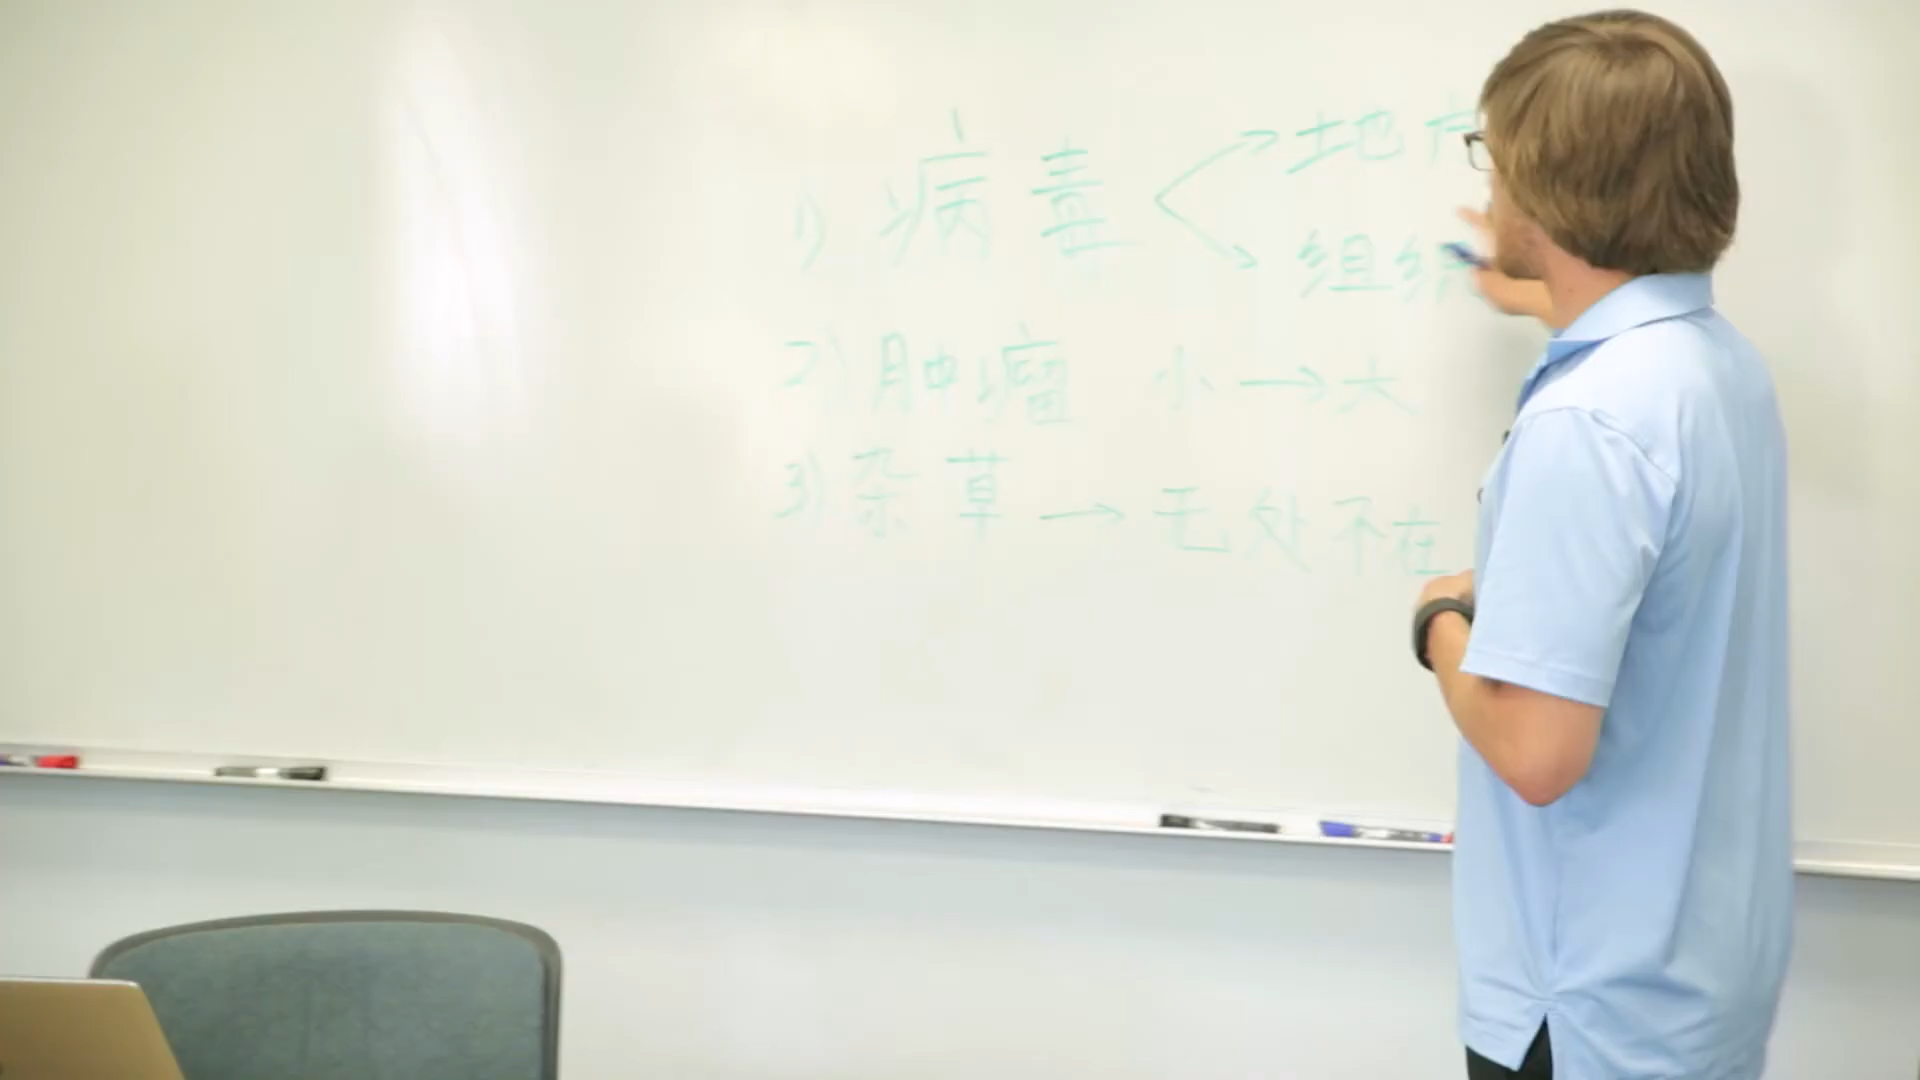 1) 病毒 → 地
→ 组织
2) 肿瘤 小 → 大
3) 杂草 → 无处不在